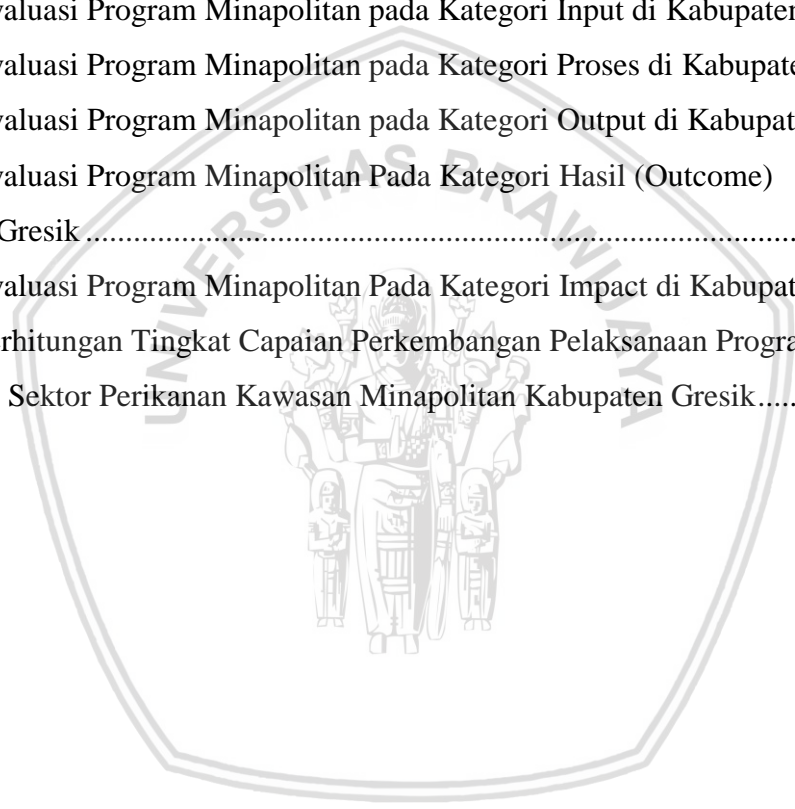 valuasi Program Minapolitan pada Kategori Input di Kabupaten
valuasi Program Minapolitan pada Kategori Proses di Kabupate
valuasi Program Minapolitan pada Kategori Output di Kabupat
valuasi Program Minapolitan Pada Kategori Hasil (Outcome)
Gresik ..........................................................................................
valuasi Program Minapolitan Pada Kategori Impact di Kabupat
erhitungan Tingkat Capaian Perkembangan Pelaksanaan Progra
Sektor Perikanan Kawasan Minapolitan Kabupaten Gresik.....
UNIVERSITAS BRAWIJAYA